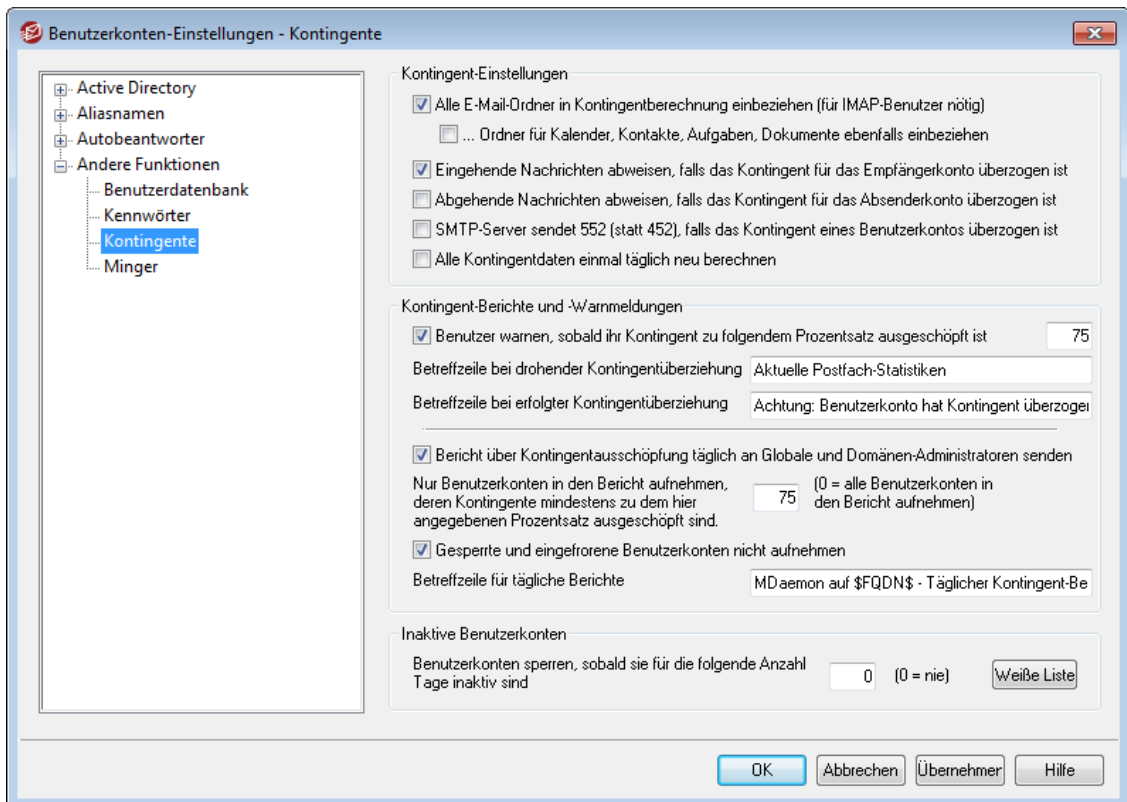 Benutzerkonten-Einstellungen - Kontingente
Active Directory
Aliasnamen
Autobeantworter
Andere Funktionen
Benutzerdatenbank
Kennwörter
Kontingente
Minger
Kontingent-Einstellungen
Alle E-Mail-Ordner in Kontingentberechnung einbeziehen (für IMAP-Benutzer nötig)
... Ordner für Kalender, Kontakte, Aufgaben, Dokumente ebenfalls einbeziehen
Eingehende Nachrichten abweisen, falls das Kontingent für das Empfängerkonto überzogen ist
Abgehende Nachrichten abweisen, falls das Kontingent für das Absenderkonto überzogen ist
SMTP-Server sendet 552 (statt 452), falls das Kontingent eines Benutzerkontos überzogen ist
Alle Kontingentdaten einmal täglich neu berechnen
Kontingent-Berichte und -Warnmeldungen
Benutzer warnen, sobald ihr Kontingent zu folgendem Prozentsatz ausgeschöpft ist 75
Betreffzeile bei drohender Kontingentüberziehung Aktuelle Postfach-Statistiken
Betreffzeile bei erfolgter Kontingentüberziehung Achtung: Benutzerkonto hat Kontingent überzogen
Bericht über Kontingentausschöpfung täglich an Globale und Domänen-Administratoren senden
Nur Benutzerkonten in den Bericht aufnehmen,
deren Kontingente mindestens zu dem hier
angegebenen Prozentsatz ausgeschöpft sind.
75
(0 = alle Benutzerkonten in
den Bericht aufnehmen)
Gesperrte und eingefrorene Benutzerkonten nicht aufnehmen
Betreffzeile für tägliche Berichte MDaemon auf $FQDN$ - Täglicher Kontingent-Be
Inaktive Benutzerkonten
Benutzerkonten sperren, sobald sie für die folgende Anzahl
Tage inaktiv sind
0 (0 = nie) Weiße Liste
OK Abbrechen Übernehmer Hilfe